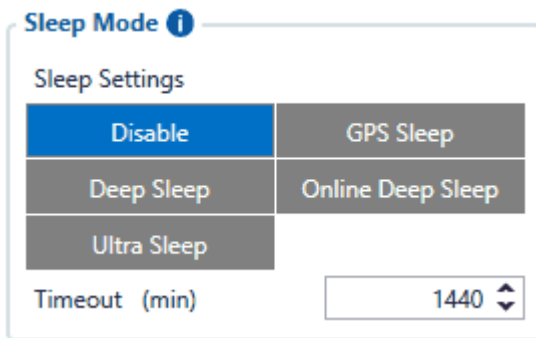 Sleep Mode
Sleep Settings
Disable GPS Sleep
Deep Sleep Online Deep Sleep
Ultra Sleep
Timeout (min) 1440